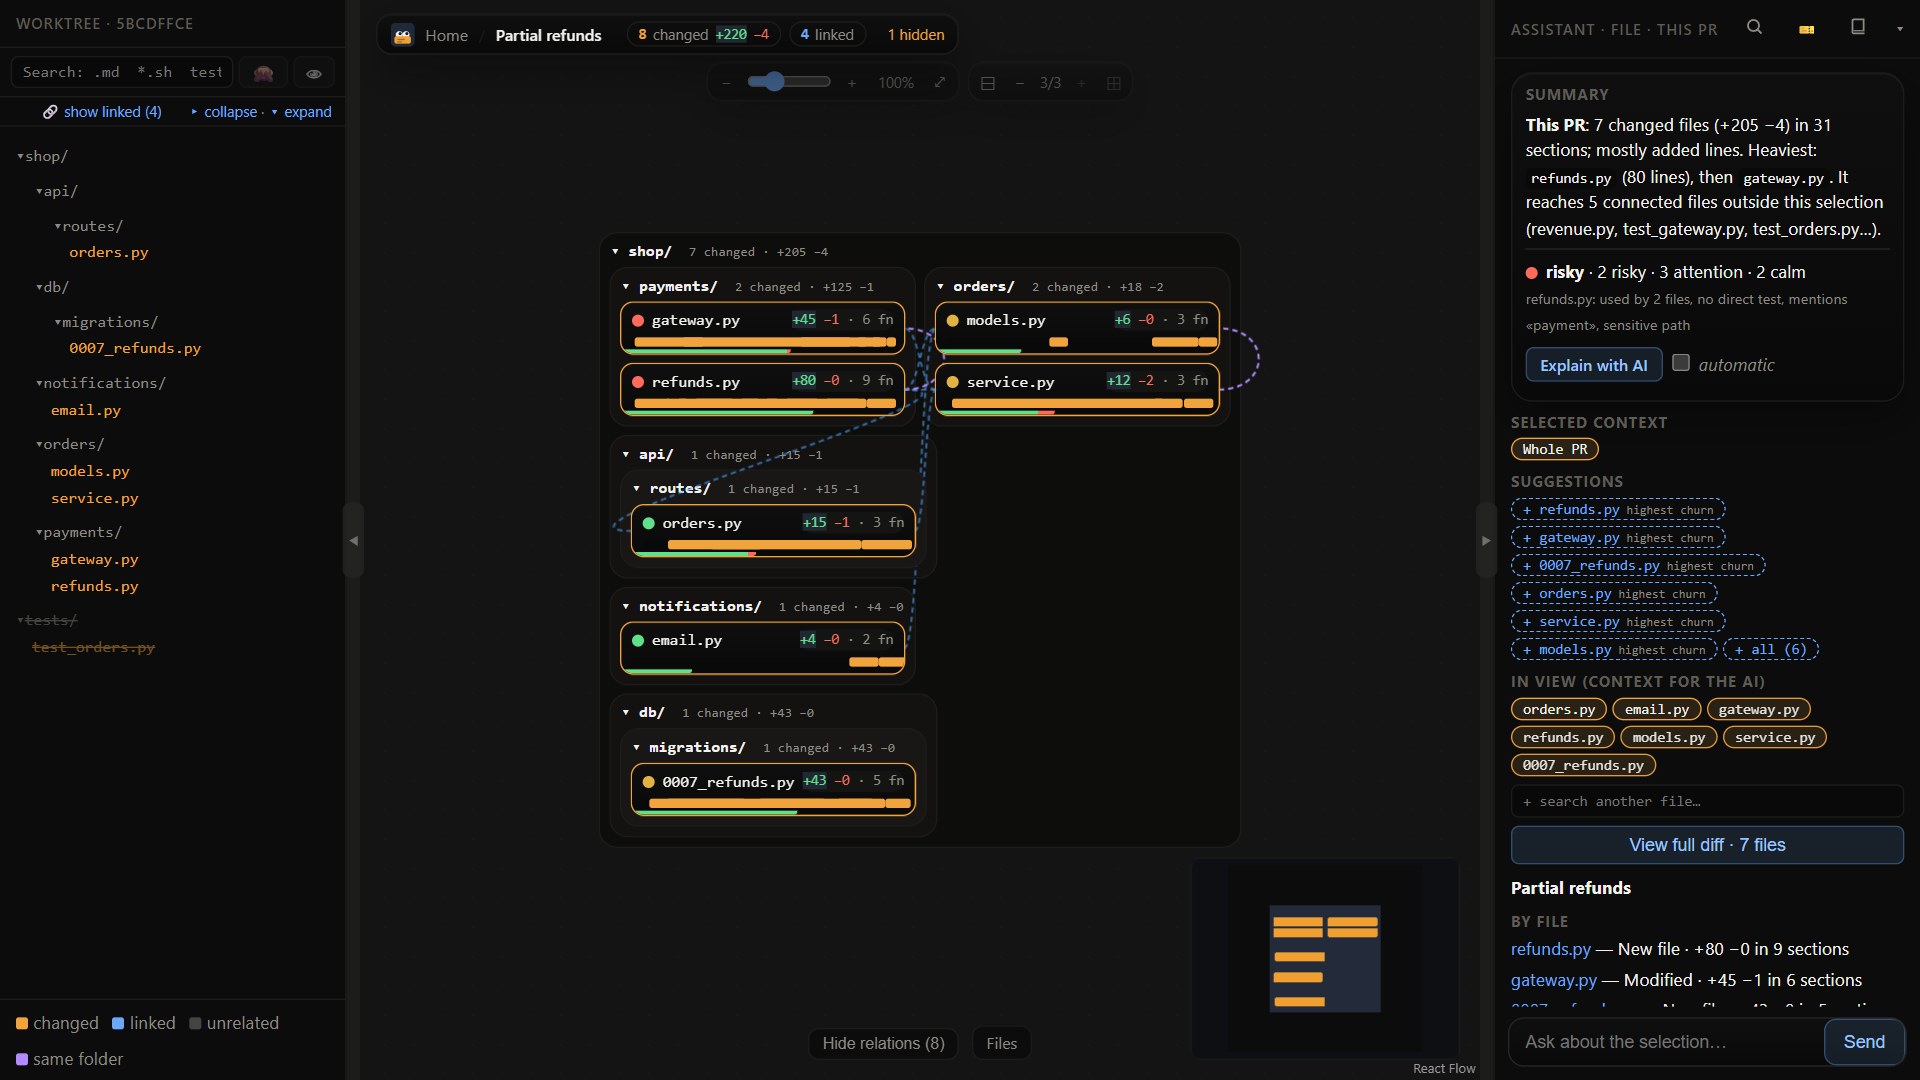 WORKTREE · 5BCDFFCE
Search: .md *.sh test
show linked (4) ▸ collapse · ▾ expand
▾shop/
▾api/
▾routes/
orders.py
▾db/
▾migrations/
0007_refunds.py
▾notifications/
email.py
▾orders/
models.py
service.py
▾payments/
gateway.py
refunds.py
▾tests/
test_orders.py
changed linked unrelated
same folder
Home / Partial refunds 8 changed +220 −4 4 linked 1 hidden
− + 100% − 3/3 +
▾ shop/ 7 changed · +205 −4
▾ payments/ 2 changed · +125 −1
gateway.py +45 −1 · 6 fn
refunds.py +80 −0 · 9 fn
▾ orders/ 2 changed · +18 −2
models.py +6 −0 · 3 fn
service.py +12 −2 · 3 fn
▾ api/ 1 changed · +15 −1
▾ routes/ 1 changed · +15 −1
orders.py +15 −1 · 3 fn
▾ notifications/ 1 changed · +4 −0
email.py +4 −0 · 2 fn
▾ db/ 1 changed · +43 −0
▾ migrations/ 1 changed · +43 −0
0007_refunds.py +43 −0 · 5 fn
Hide relations (8) Files
React Flow
ASSISTANT · FILE · THIS PR
SUMMARY
This PR: 7 changed files (+205 −4) in 31
sections; mostly added lines. Heaviest:
refunds.py (80 lines), then gateway.py . It
reaches 5 connected files outside this selection
(revenue.py, test_gateway.py, test_orders.py…).
risky · 2 risky · 3 attention · 2 calm
refunds.py: used by 2 files, no direct test, mentions
«payment», sensitive path
Explain with AI automatic
SELECTED CONTEXT
Whole PR
SUGGESTIONS
+ refunds.py highest churn
+ gateway.py highest churn
+ 0007_refunds.py highest churn
+ orders.py highest churn
+ service.py highest churn
+ models.py highest churn + all (6)
IN VIEW (CONTEXT FOR THE AI)
orders.py email.py gateway.py
refunds.py models.py service.py
0007_refunds.py
+ search another file…
View full diff · 7 files
Partial refunds
BY FILE
refunds.py — New file · +80 −0 in 9 sections
gateway.py — Modified · +45 −1 in 6 sections
Ask about the selection…
Send